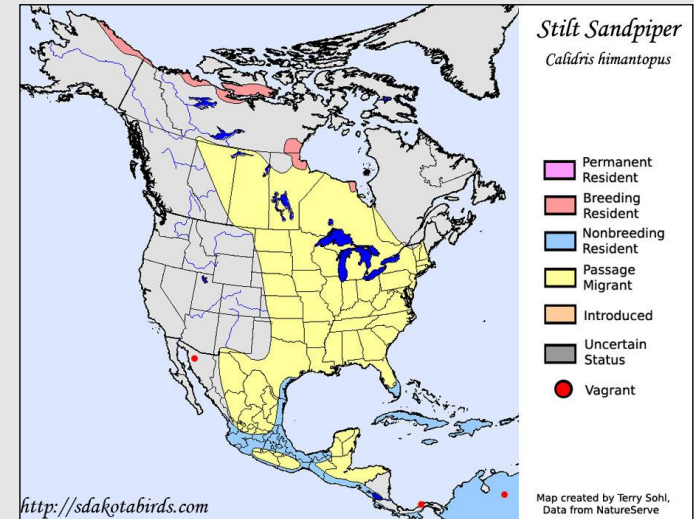 Stilt Sandpiper
Calidris himantopus
Permanent
Resident
Breeding
Resident
Nonbreeding
Resident
Passage
Migrant
Introduced
Uncertain
Status
Vagrant
http://sdakotabirds.com
Map created by Terry Sohl,
Data from NatureServe